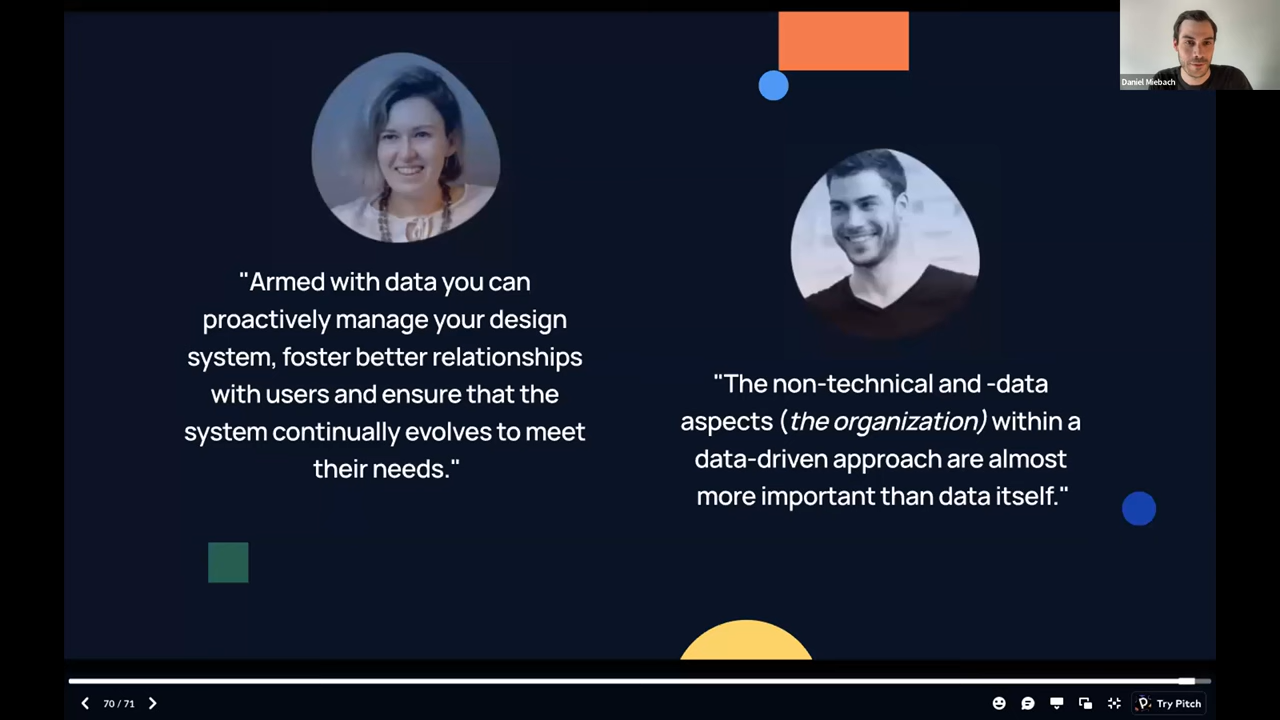 Daniel Miebach
"Armed with data you can
proactively manage your design
system, foster better relationships
with users and ensure that the
system continually evolves to meet
their needs."
"The non-technical and -data
aspects (the organization) within a
data-driven approach are almost
more important than data itself."
70 / 71
Try Pitch